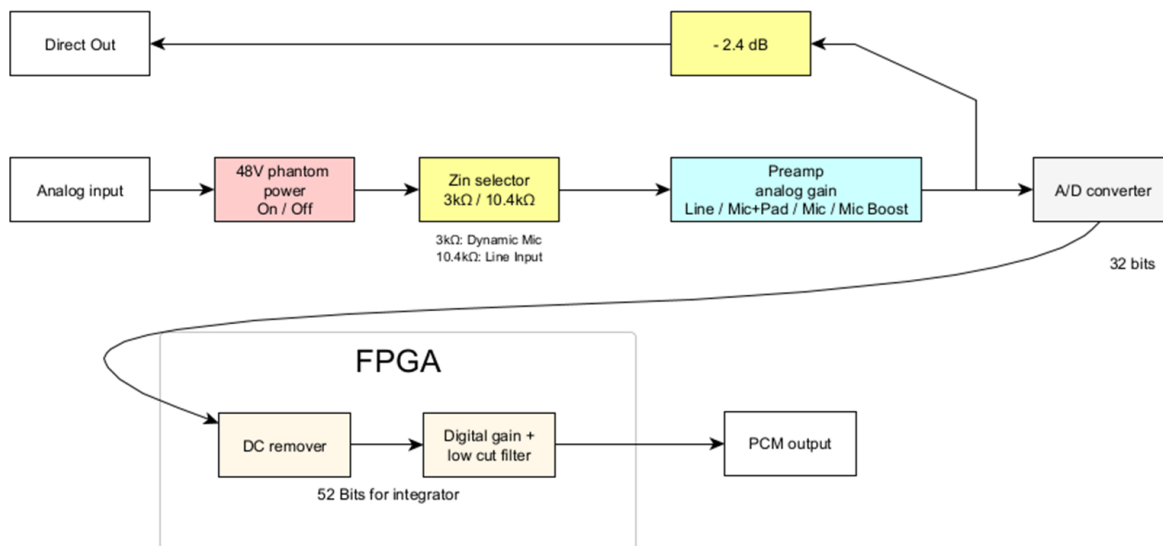 Direct Out
- 2.4 dB
Analog input
48V phantom
power
On / Off
Zin selector
3kΩ / 10.4kΩ
Preamp
analog gain
Line / Mic+Pad / Mic / Mic Boost
A/D converter
3kΩ: Dynamic Mic
10.4kΩ: Line Input
32 bits
FPGA
DC remover
Digital gain +
low cut filter
PCM output
52 Bits for integrator